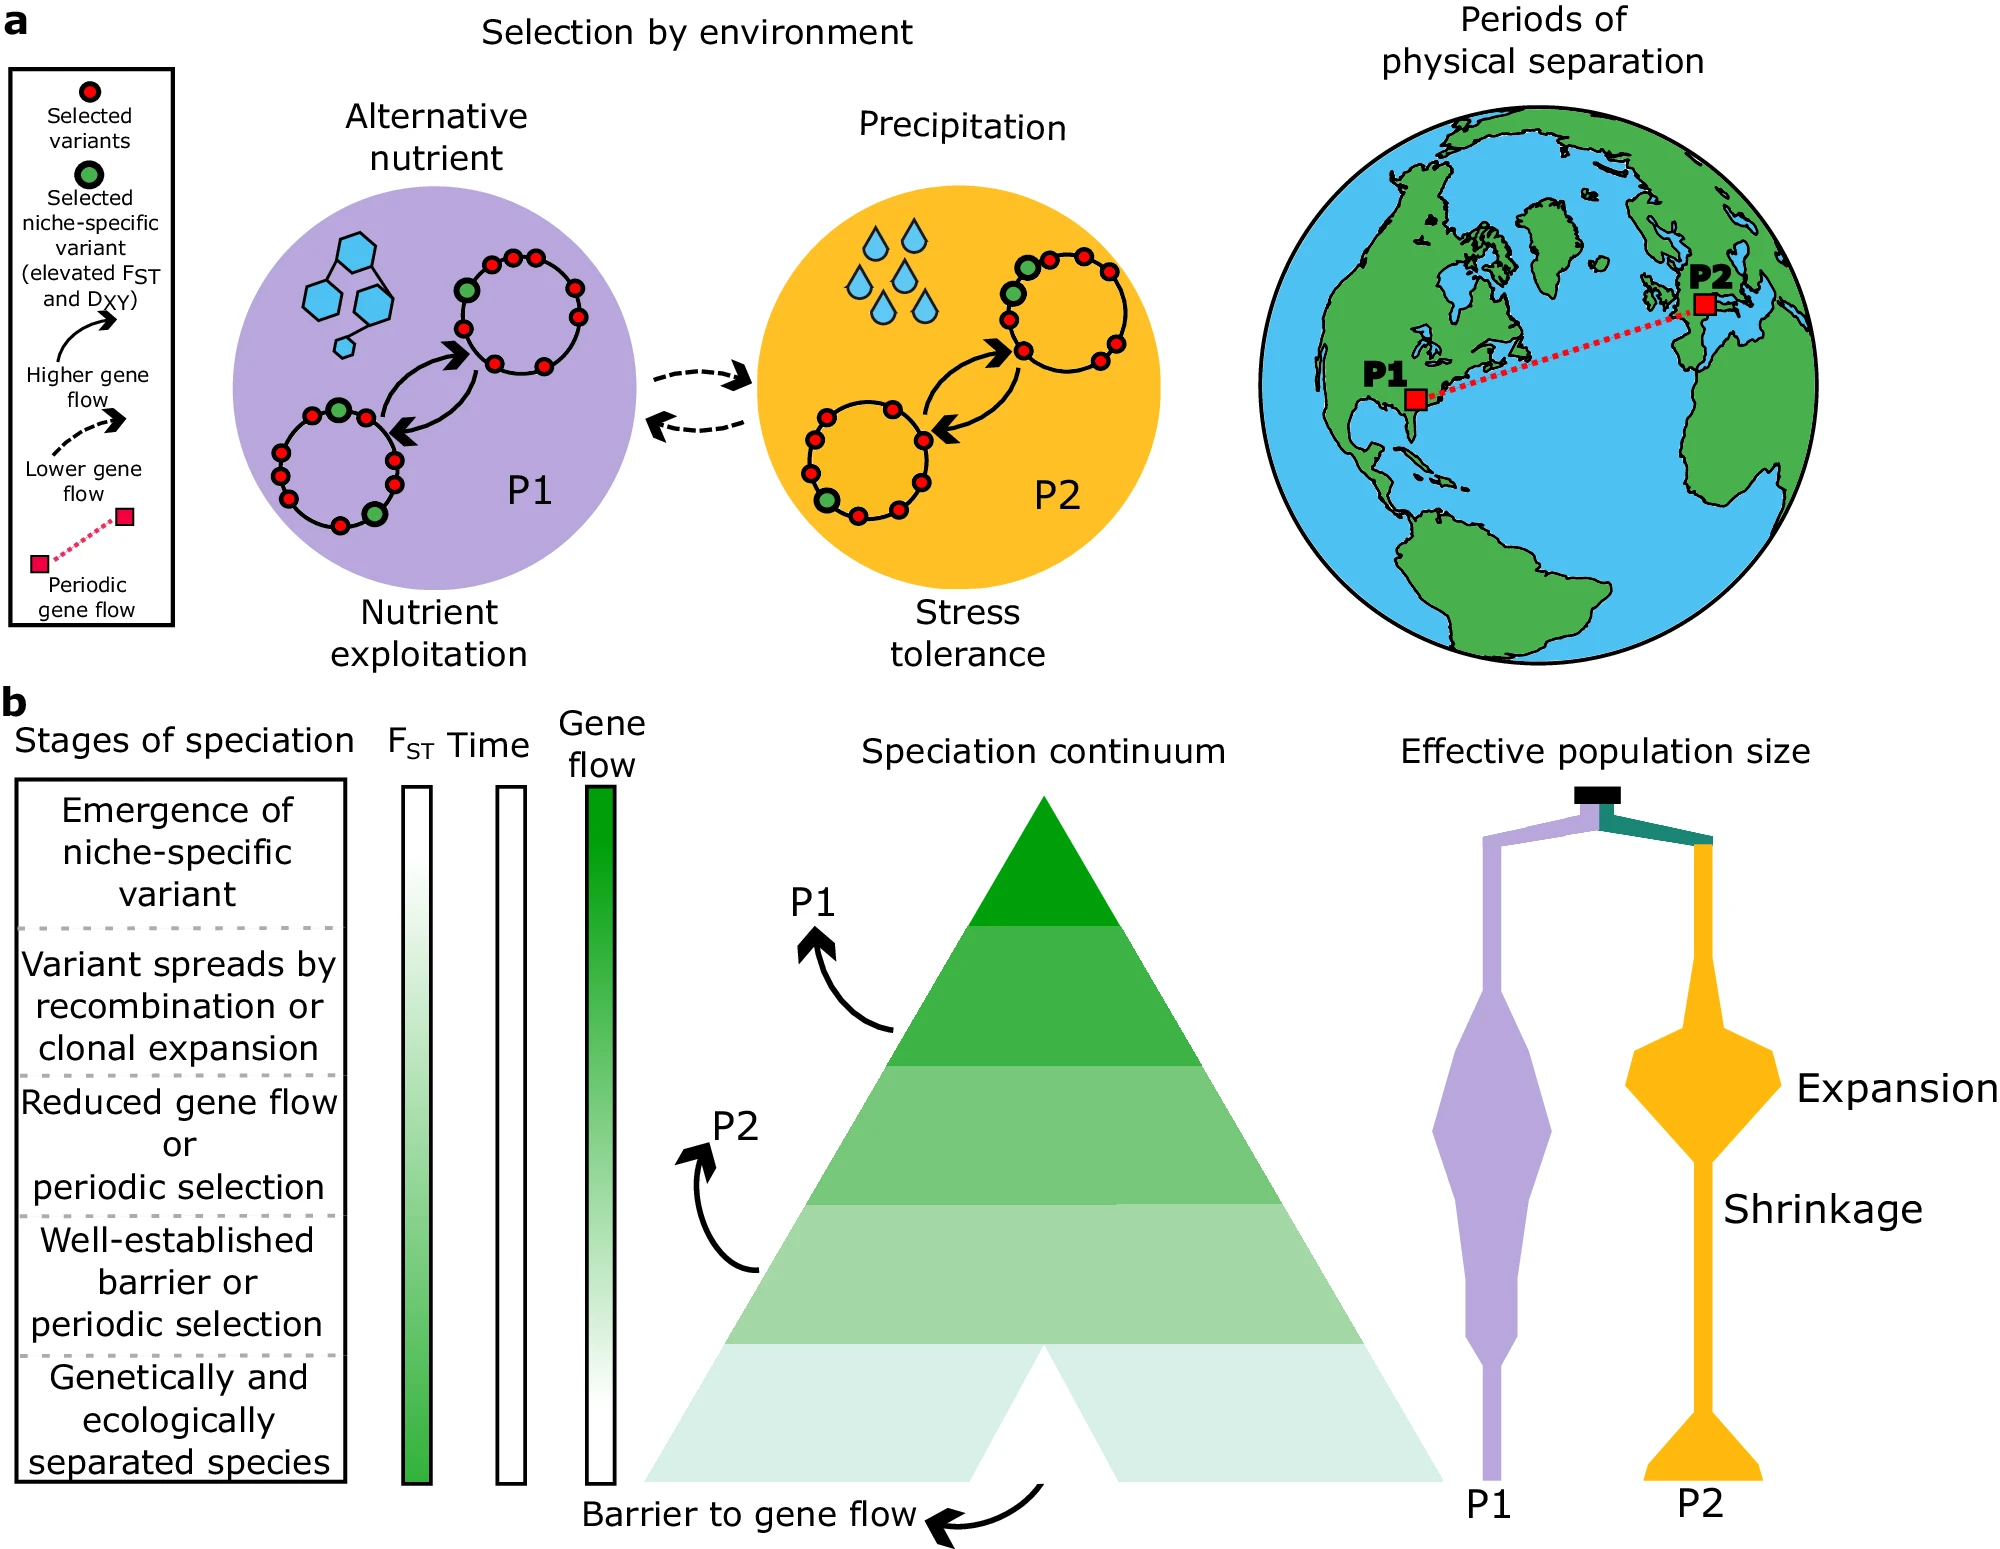 a
Selection by environment
Periods of
physical separation
Selected
variants
Selected
niche-specific
variant
(elevated FST
and DXY)
Higher gene
flow
Lower gene
flow
Periodic
gene flow
Alternative
nutrient
P1
Nutrient
exploitation
Precipitation
P2
Stress
tolerance
P1
P2
b
Stages of speciation
FST
Time
Gene
flow
Speciation continuum
Effective population size
Emergence of
niche-specific
variant
Variant spreads by
recombination or
clonal expansion
Reduced gene flow
or
periodic selection
Well-established
barrier or
periodic selection
Genetically and
ecologically
separated species
P1
P2
Barrier to gene flow
Expansion
Shrinkage
P1
P2